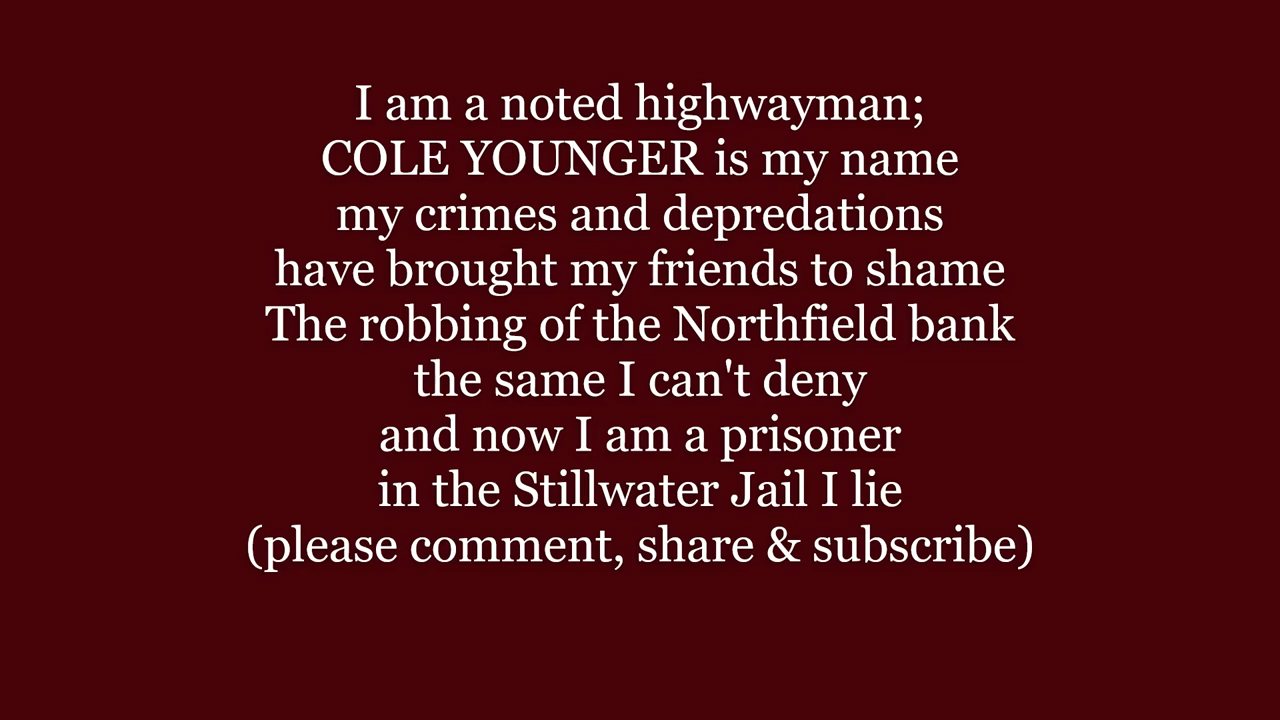 I am a noted highwayman;
COLE YOUNGER is my name
my crimes and depredations
have brought my friends to shame
The robbing of the Northfield bank
the same I can't deny
and now I am a prisoner
in the Stillwater Jail I lie
(please comment, share & subscribe)